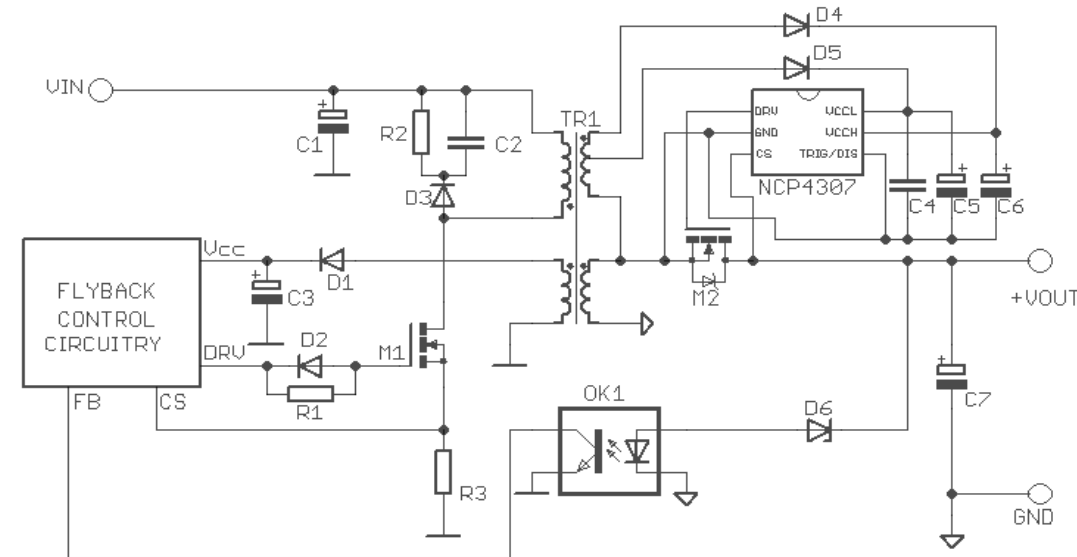 D4
D5
VIN
TR1
DRV
VCCL
R2
C2
GND
VCCH
C1
CS
TRIG/DIS
NCP4307
D3
C4
C5
C6
Vcc
M2
D1
C3
+VOUT
FLYBACK
CONTROL
CIRCUITRY
D2
M1
DRV
R1
OK1
D6
C7
FB
CS
R3
GND
+
+
+
+
+